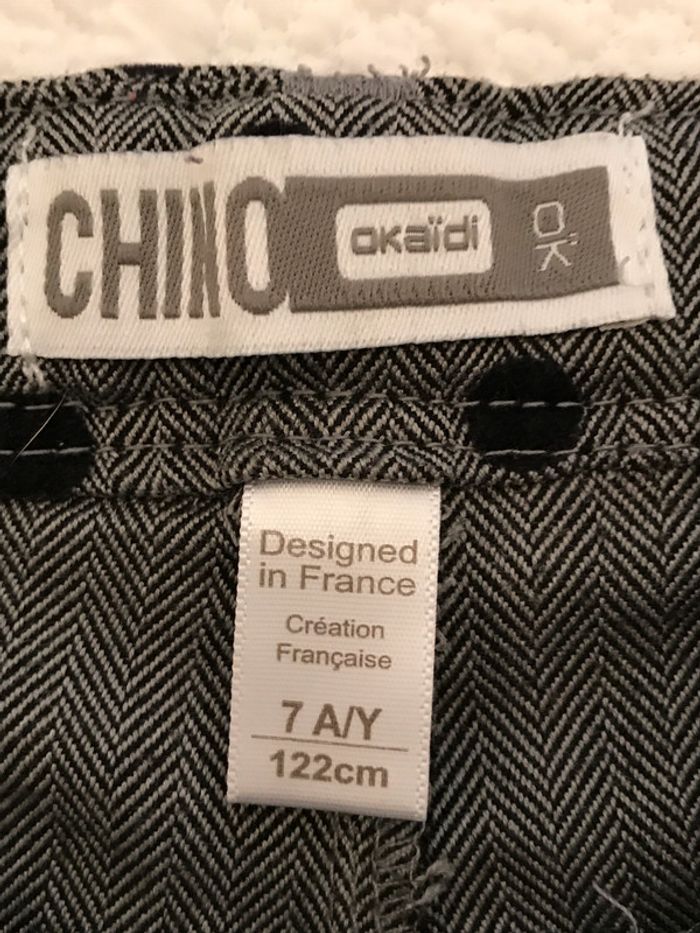 CHINO okaïdi OK
Designed
in France
Création
Française
7 A/Y
122cm